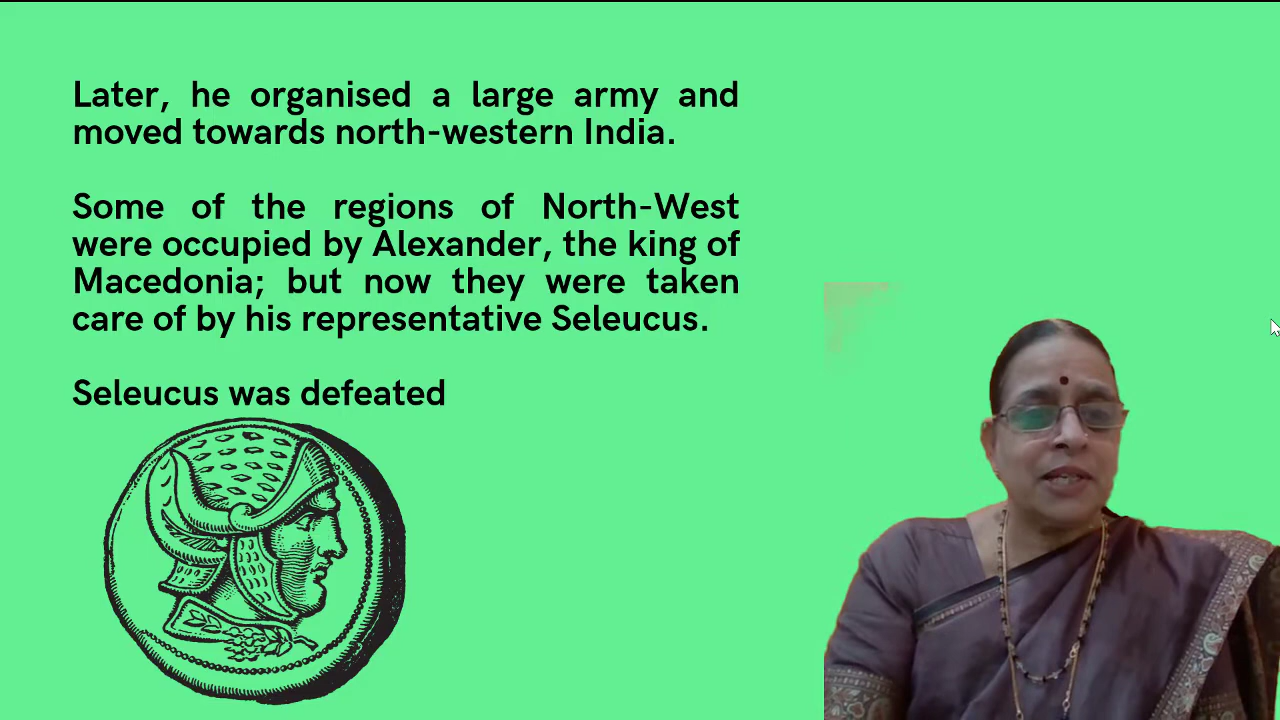 Later, he organised a large army and
moved towards north-western India.
Some of the regions of North-West
were occupied by Alexander, the king of
Macedonia; but now they were taken
care of by his representative Seleucus.
Seleucus was defeated